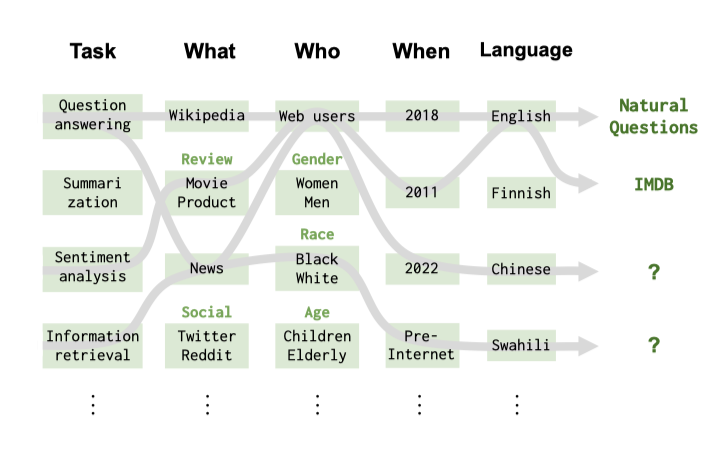 Task What Who When Language
Question
answering
Wikipedia
Web users
2018
English
Natural
Questions
Summari
zation
Review
Movie
Product
Gender
Women
Men
2011
Finnish
IMDB
Sentiment
analysis
News
Race
Black
White
2022
Chinese
?
Information
retrieval
Social
Twitter
Reddit
Age
Children
Elderly
Pre-
Internet
Swahili
?
⋮ ⋮ ⋮ ⋮ ⋮